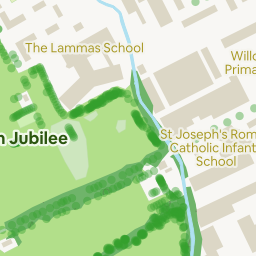 The Lammas School
Willo
Prima
n Jubilee
St Joseph's Rom
Catholic Infant
School